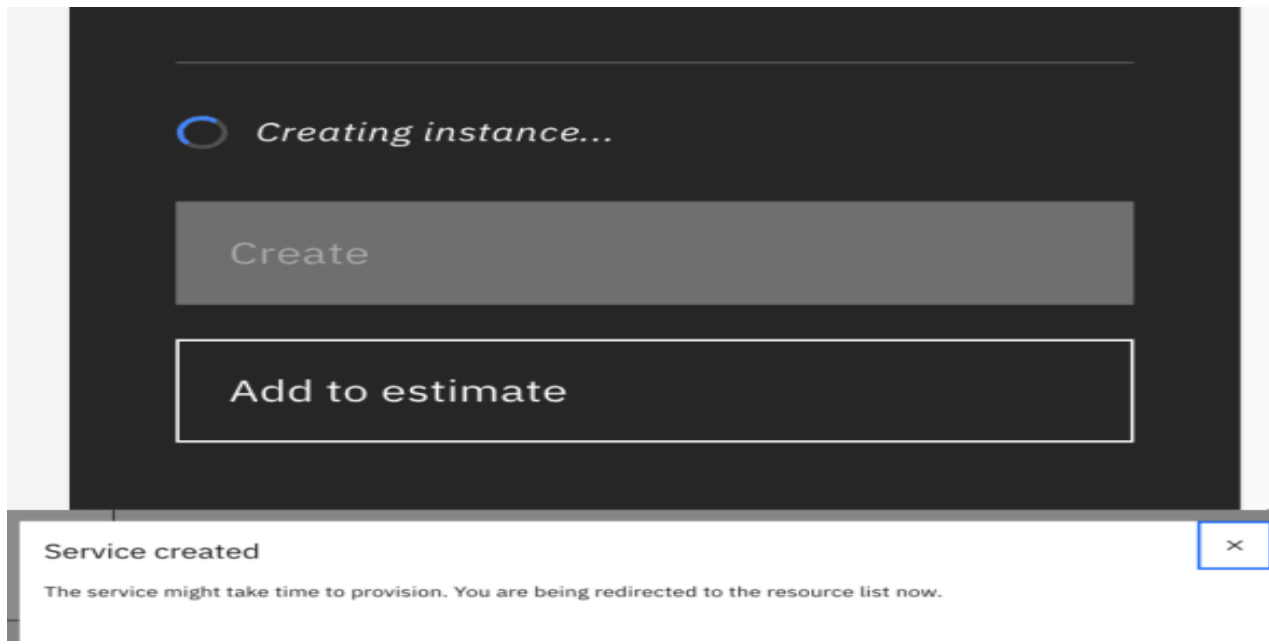 Creating instance...
Create
Add to estimate
Service created
The service might take time to provision. You are being redirected to the resource list now.